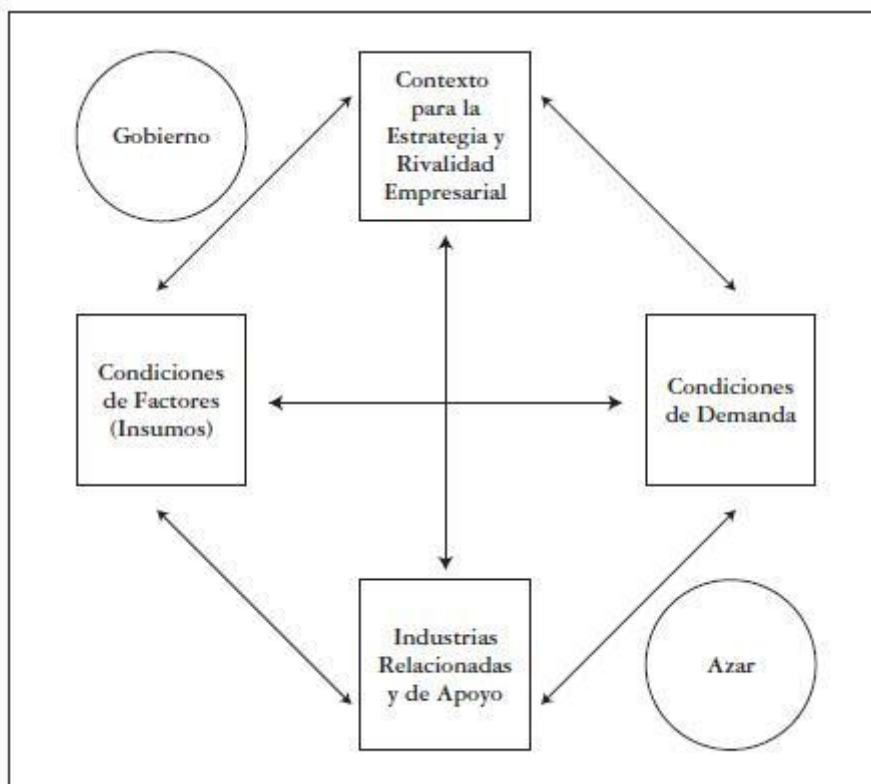 Contexto
para la
Estrategia y
Rivalidad
Empresarial
Gobierno
Condiciones
de Factores
(Insumos)
Condiciones
de Demanda
Industrias
Relacionadas
y de Apoyo
Azar